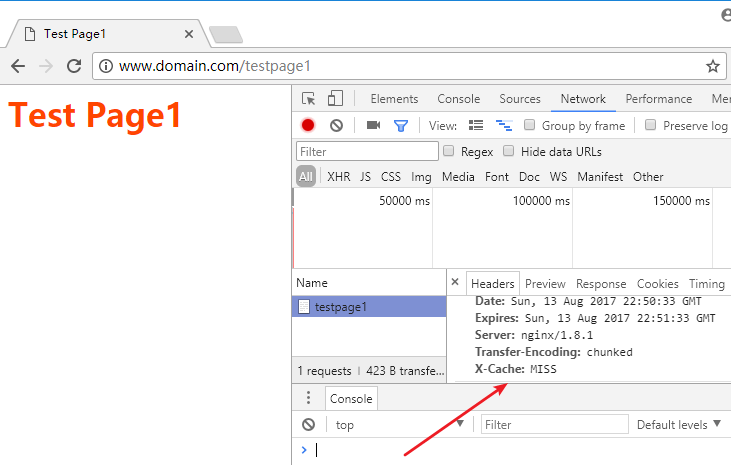 Test Page1
www.domain.com/testpage1
Test Page1
Elements Console Sources Network Performance Mer
View: Group by frame Preserve log
Filter Regex Hide data URLs
All XHR JS CSS Img Media Font Doc WS Manifest Other
50000 ms 100000 ms 150000 ms
Name
testpage1
1 requests 423 B transfe...
× Headers Preview Response Cookies Timing
Date: Sun, 13 Aug 2017 22:50:33 GMT
Expires: Sun, 13 Aug 2017 22:51:33 GMT
Server: nginx/1.8.1
Transfer-Encoding: chunked
X-Cache: MISS
Console
top Filter Default levels